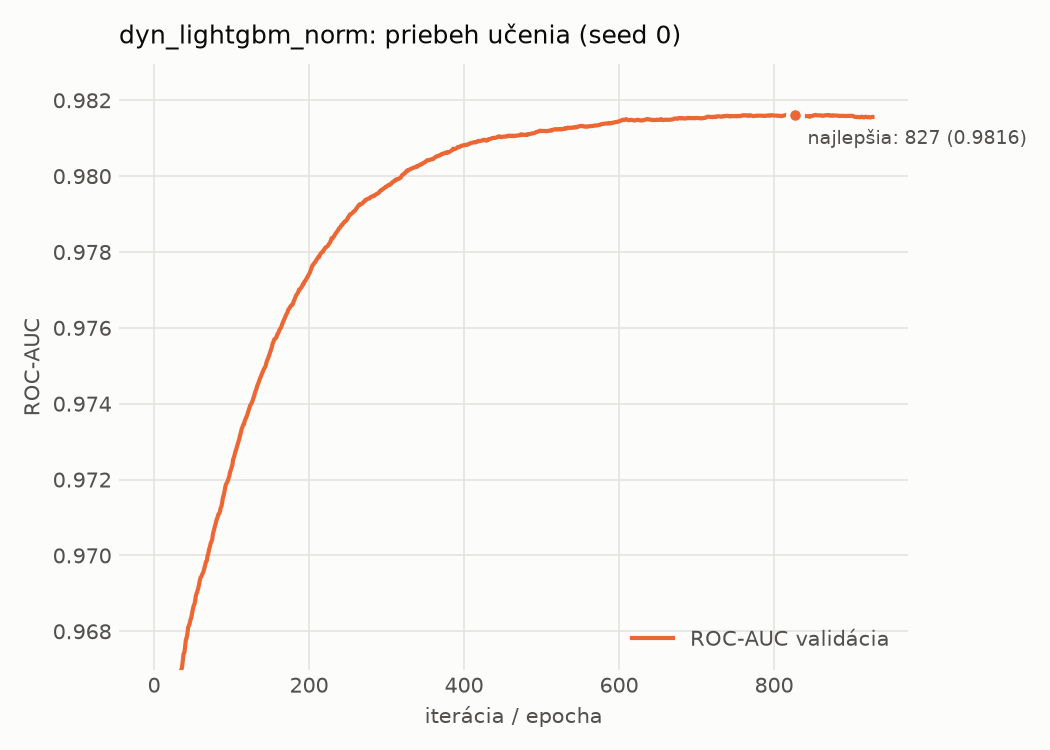 dyn_lightgbm_norm: priebeh učenia (seed 0)
0.982
najlepšia: 827 (0.9816)
0.980
0.978
0.976
0.974
0.972
0.970
0.968
ROC-AUC
ROC-AUC validácia
0 200 400 600 800
iterácia / epocha